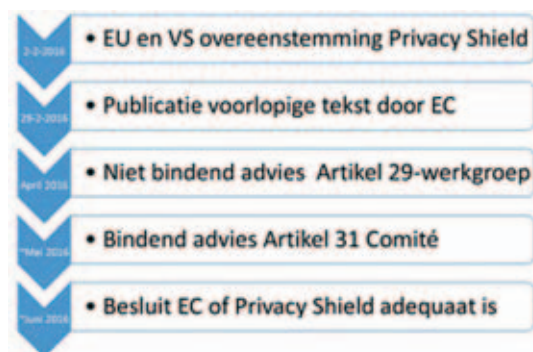 2-2-2016
• EU en VS overeenstemming Privacy Shield
29-2-2016
• Publicatie voorlopige tekst door EC
April 2016
• Niet bindend advies Artikel 29-werkgroep
~Mei 2016
• Bindend advies Artikel 31 Comité
~Juni 2016
• Besluit EC of Privacy Shield adequaat is